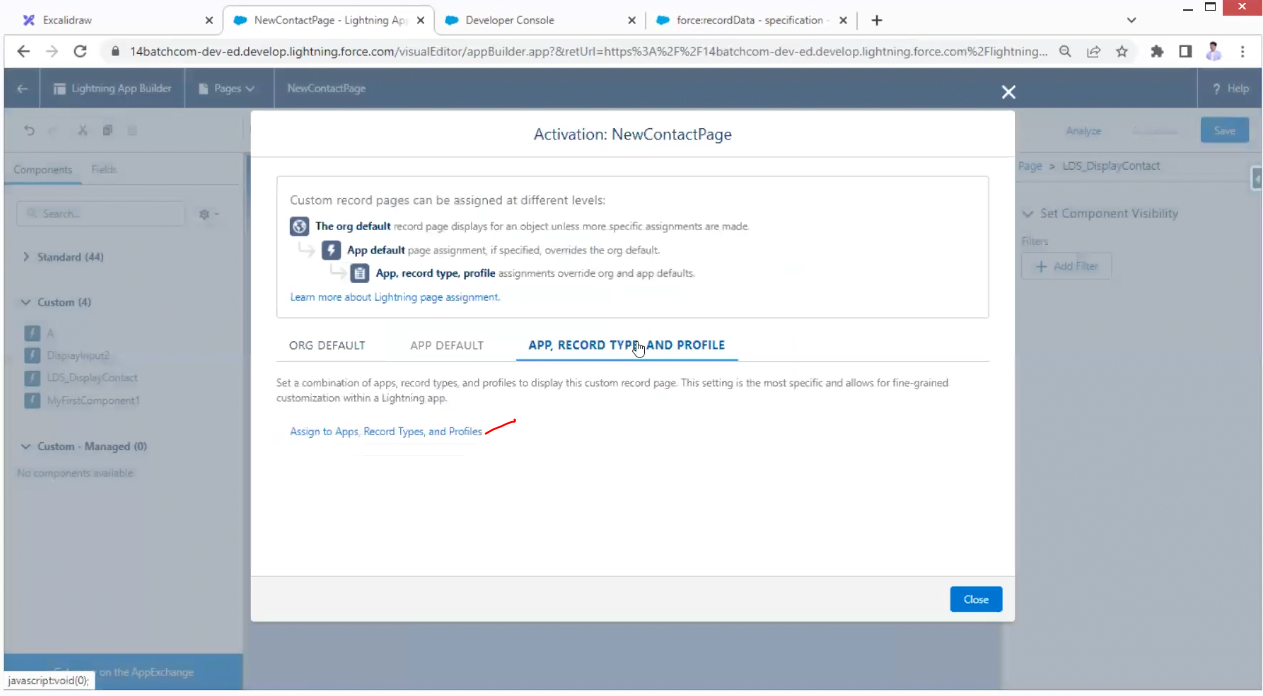 Excalidraw
NewContactPage - Lightning App
Developer Console
force:recordData - specification -
14batchcom-dev-ed.develop.lightning.force.com/visualEditor/appBuilder.app?&retUrl=https%3A%2F%2F14batchcom-dev-ed.develop.lightning.force.com%2Flightning...
Lightning App Builder
Pages
NewContactPage
? Help
Activation: NewContactPage
Analyze
Save
Components
Fields
Page > LDS_DisplayContact
Search...
Custom record pages can be assigned at different levels:
Set Component Visibility
The org default record page displays for an object unless more specific assignments are made.
Filters
App default page assignment, if specified, overrides the org default.
Standard (44)
Add Filter
App, record type, profile assignments override org and app defaults.
Learn more about Lightning page assignment.
Custom (4)
A
DisplayInput2
LDS_DisplayContact
MyFirstComponent1
ORG DEFAULT
APP DEFAULT
APP, RECORD TYPE, AND PROFILE
Set a combination of apps, record types, and profiles to display this custom record page. This setting is the most specific and allows for fine-grained
customization within a Lightning app.
Assign to Apps, Record Types, and Profiles
Custom - Managed (0)
No components available.
Close
on the AppExchange
javascript:void(0);